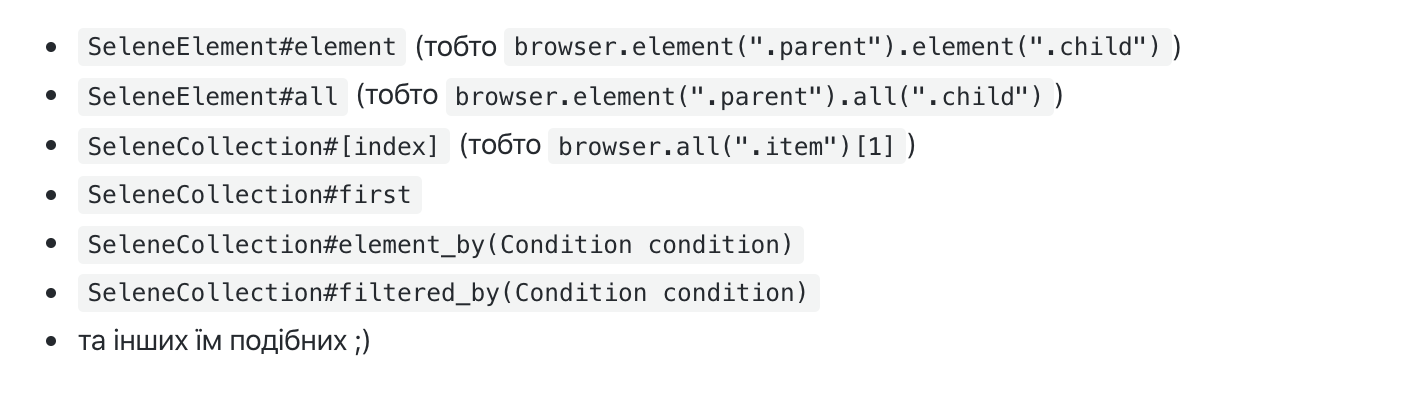 SeleneElement#element (тобто browser.element(".parent").element(".child") )
SeleneElement#all (тобто browser.element(".parent").all(".child") )
SeleneCollection#[index] (тобто browser.all(".item")[1] )
SeleneCollection#first
SeleneCollection#element_by(Condition condition)
SeleneCollection#filtered_by(Condition condition)
та інших їм подібних ;)